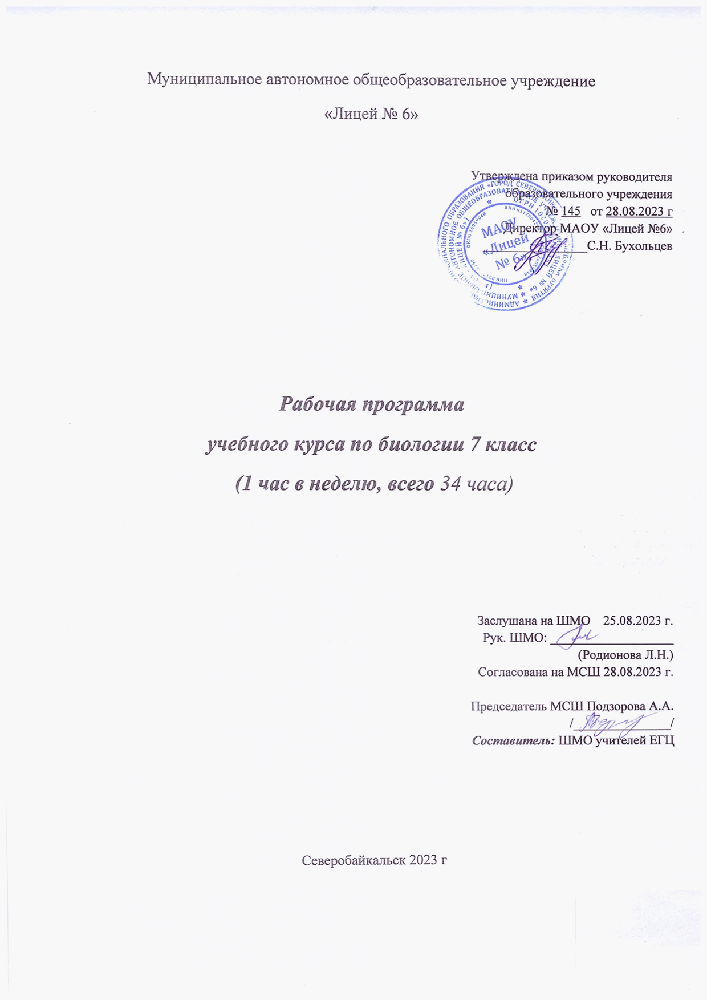 Муниципальное автономное общеобразовательное учреждение
«Лицей № 6»
Утверждена приказом руководителя
образовательного учреждения
№ 145 от 28.08.2023 г
Директор МАОУ «Лицей №6»
С.Н. Бухольцев
МАОУ
«Лицей
№ 6»
Рабочая программа
учебного курса по биологии 7 класс
(1 час в неделю, всего 34 часа)
Заслушана на ШМО 25.08.2023 г.
Рук. ШМО: __________________
(Родионова Л.Н.)
Согласована на МСШ 28.08.2023 г.
Председатель МСШ Подзорова А.А.
/______________/
Составитель: ШМО учителей ЕГЦ
Северобайкальск 2023 г